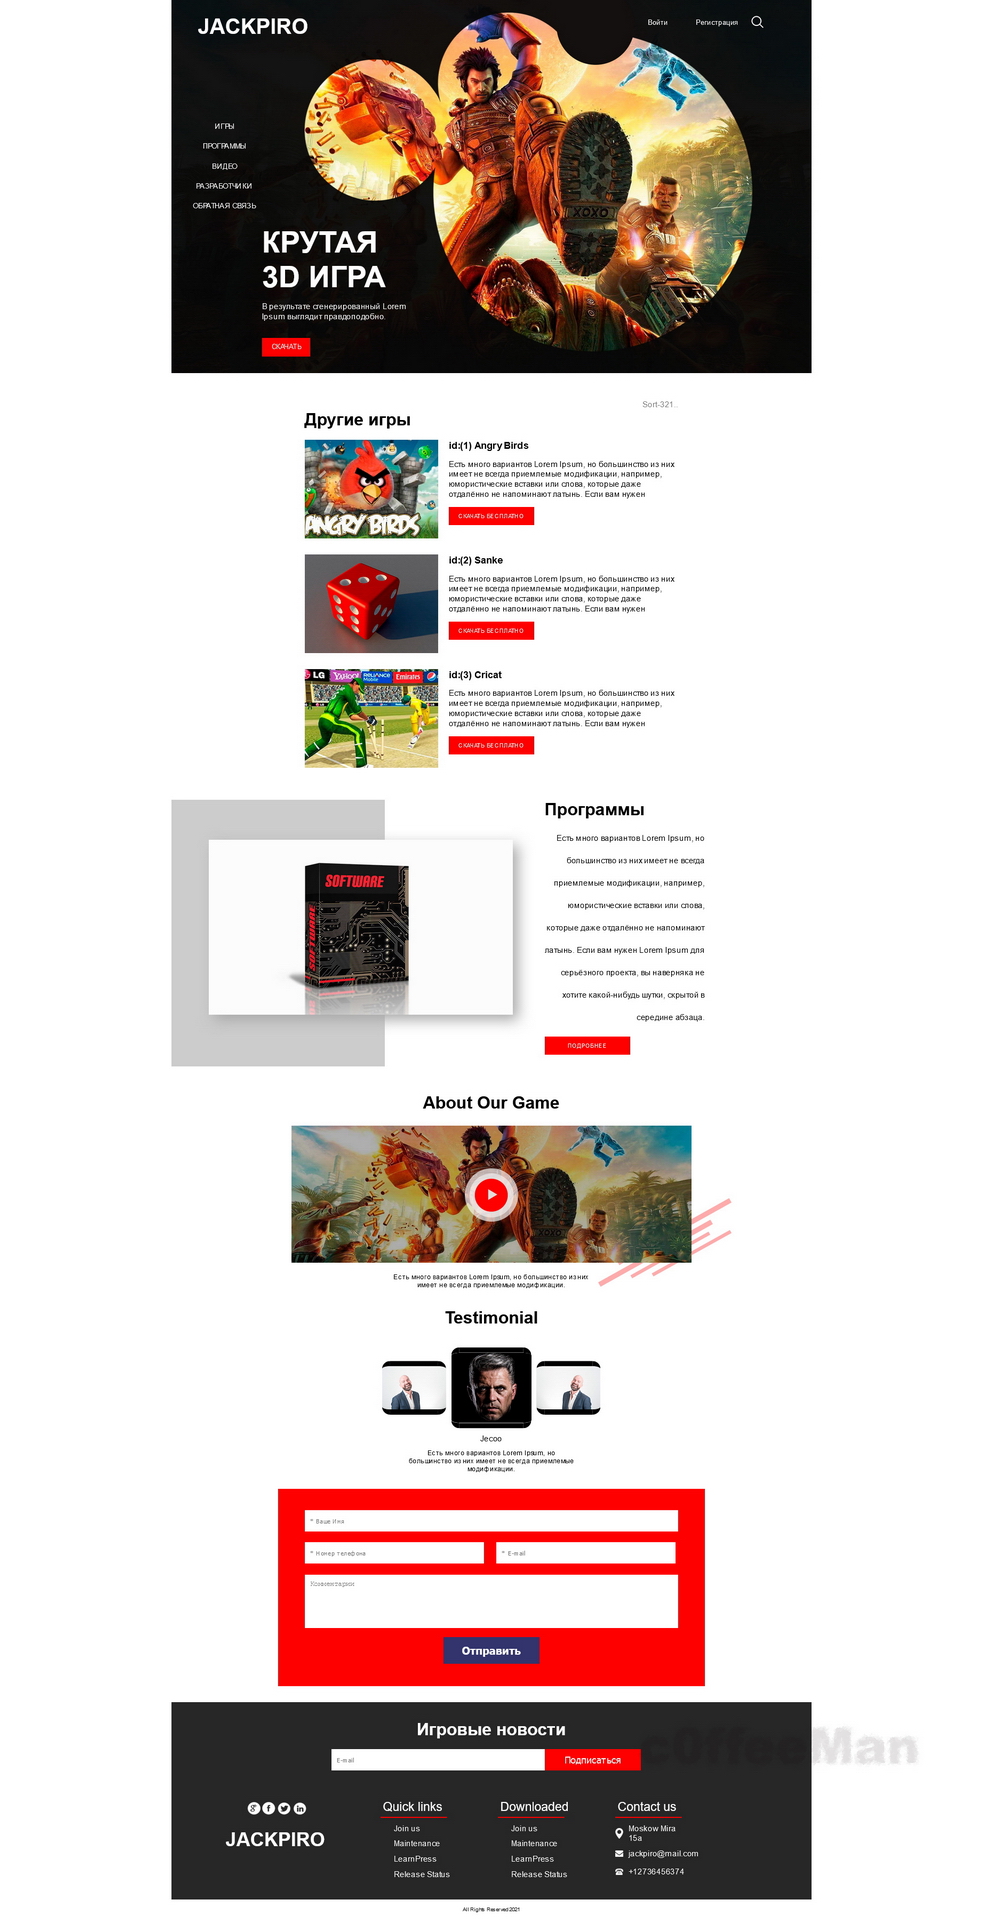 JACKPIRO
Войти
Регистрация
ИГРЫ
ПРОГРАММЫ
ВИДЕО
РАЗРАБОТЧИКИ
ОБРАТНАЯ СВЯЗЬ
XOXO
КРУТАЯ
3D ИГРА
В результате сгенерированный Lorem
Ipsum выглядит правдоподобно.
СКАЧАТЬ
Sort-321..
Другие игры
ANGRY BIRDS
id:(1) Angry Birds
Есть много вариантов Lorem Ipsum, но большинство из них
имеет не всегда приемлемые модификации, например,
юмористические вставки или слова, которые даже
отдалённо не напоминают латынь. Если вам нужен
СКАЧАТЬ БЕСПЛАТНО
id:(2) Sanke
Есть много вариантов Lorem Ipsum, но большинство из них
имеет не всегда приемлемые модификации, например,
юмористические вставки или слова, которые даже
отдалённо не напоминают латынь. Если вам нужен
СКАЧАТЬ БЕСПЛАТНО
LG YAHOO! RELIANCE Mobile Emirates
id:(3) Cricat
Есть много вариантов Lorem Ipsum, но большинство из них
имеет не всегда приемлемые модификации, например,
юмористические вставки или слова, которые даже
отдалённо не напоминают латынь. Если вам нужен
СКАЧАТЬ БЕСПЛАТНО
SOFTWARE
SOFTWARE
Программы
Есть много вариантов Lorem Ipsum, но
большинство из них имеет не всегда
приемлемые модификации, например,
юмористические вставки или слова,
которые даже отдалённо не напоминают
латынь. Если вам нужен Lorem Ipsum для
серьёзного проекта, вы наверняка не
хотите какой-нибудь шутки, скрытой в
середине абзаца.
ПОДРОБНЕЕ
About Our Game
Есть много вариантов Lorem Ipsum, но большинство из них
имеет не всегда приемлемые модификации.
Testimonial
Jecoo
Есть много вариантов Lorem Ipsum, но
большинство из них имеет не всегда приемлемые
модификации.
* Ваше Имя
* Номер телефона
* E-mail
Комментарии
Отправить
Игровые новости
E-mail
Подписаться
c0ffeeMan
JACKPIRO
Quick links
Join us
Maintenance
LearnPress
Release Status
Downloaded
Join us
Maintenance
LearnPress
Release Status
Contact us
Moskow Mira
15a
jackpiro@mail.com
+12736456374
All Rights Reserved 2021